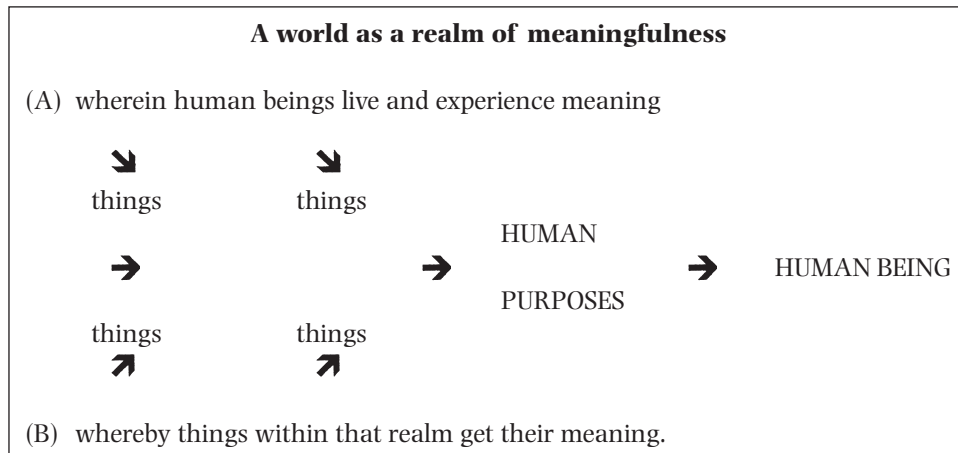 A world as a realm of meaningfulness
(A) wherein human beings live and experience meaning
things things
HUMAN
HUMAN BEING
PURPOSES
things things
(B) whereby things within that realm get their meaning.